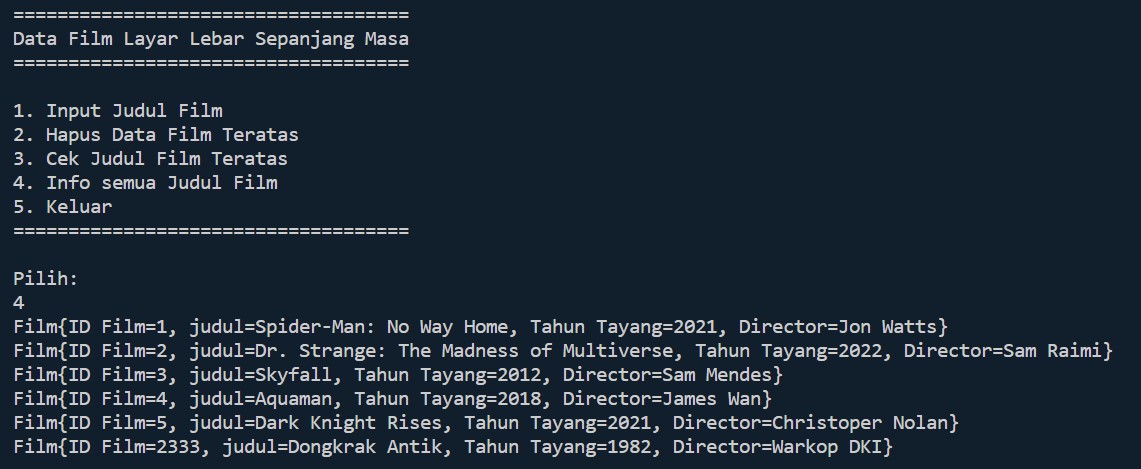 ====================================
Data Film Layar Lebar Sepanjang Masa
====================================
1. Input Judul Film
2. Hapus Data Film Teratas
3. Cek Judul Film Teratas
4. Info semua Judul Film
5. Keluar
====================================
Pilih:
4
Film{ID Film=1, judul=Spider-Man: No Way Home, Tahun Tayang=2021, Director=Jon Watts}
Film{ID Film=2, judul=Dr. Strange: The Madness of Multiverse, Tahun Tayang=2022, Director=Sam Raimi}
Film{ID Film=3, judul=Skyfall, Tahun Tayang=2012, Director=Sam Mendes}
Film{ID Film=4, judul=Aquaman, Tahun Tayang=2018, Director=James Wan}
Film{ID Film=5, judul=Dark Knight Rises, Tahun Tayang=2021, Director=Christoper Nolan}
Film{ID Film=2333, judul=Dongkrak Antik, Tahun Tayang=1982, Director=Warkop DKI}